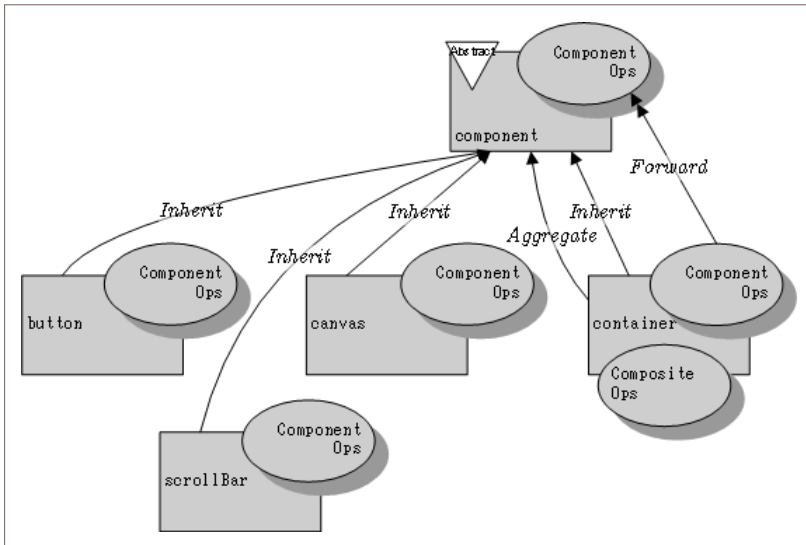 Abstract
Component
Ops
component
Forward
Inherit
Inherit
Inherit
Aggregate
Inherit
Component
Ops
button
Component
Ops
canvas
Component
Ops
container
Composite
Ops
Component
Ops
scrollBar